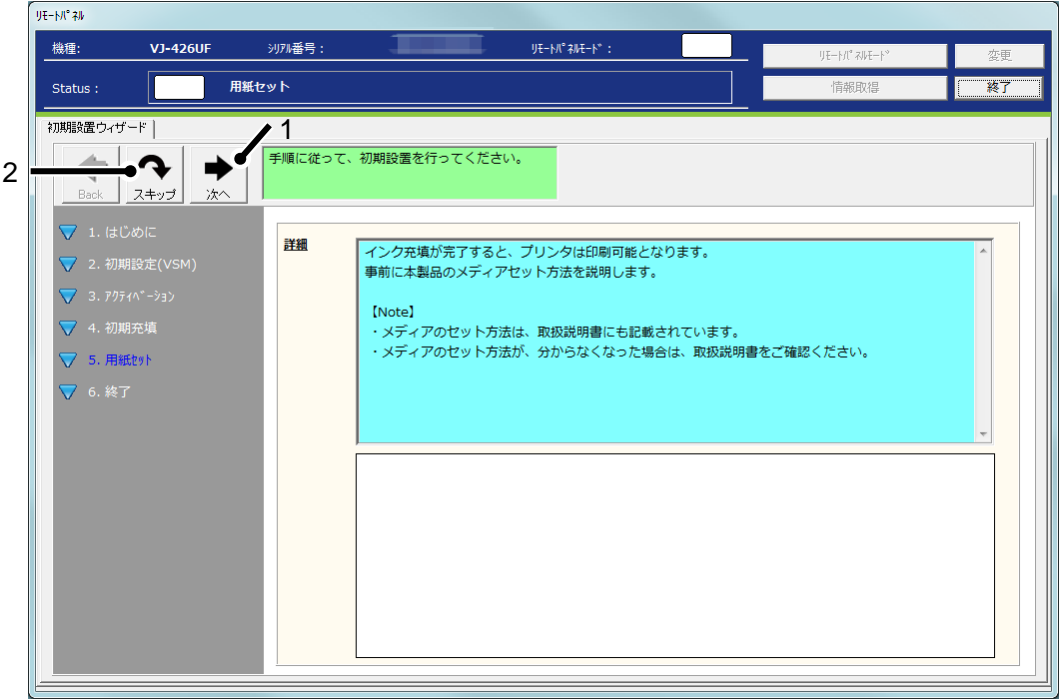 ﾘﾓｰﾄﾊﾟﾈﾙ
機種: VJ-426UF ｼﾘｱﾙ番号： ﾘﾓｰﾄﾊﾟﾈﾙﾓｰﾄﾞ：
ﾘﾓｰﾄﾊﾟﾈﾙﾓｰﾄﾞ 変更
Status： 用紙セット
情報取得 終了
初期設置ウィザード
1
2
Back スキップ 次へ
手順に従って、初期設置を行ってください。
1. はじめに
2. 初期設定(VSM)
3. ｱｸﾃｨﾍﾞｰｼｮﾝ
4. 初期充填
5. 用紙ｾｯﾄ
6. 終了
詳細
インク充填が完了すると、プリンタは印刷可能となります。
事前に本製品のメディアセット方法を説明します。
【Note】
・メディアのセット方法は、取扱説明書にも記載されています。
・メディアのセット方法が、分からなくなった場合は、取扱説明書をご確認ください。